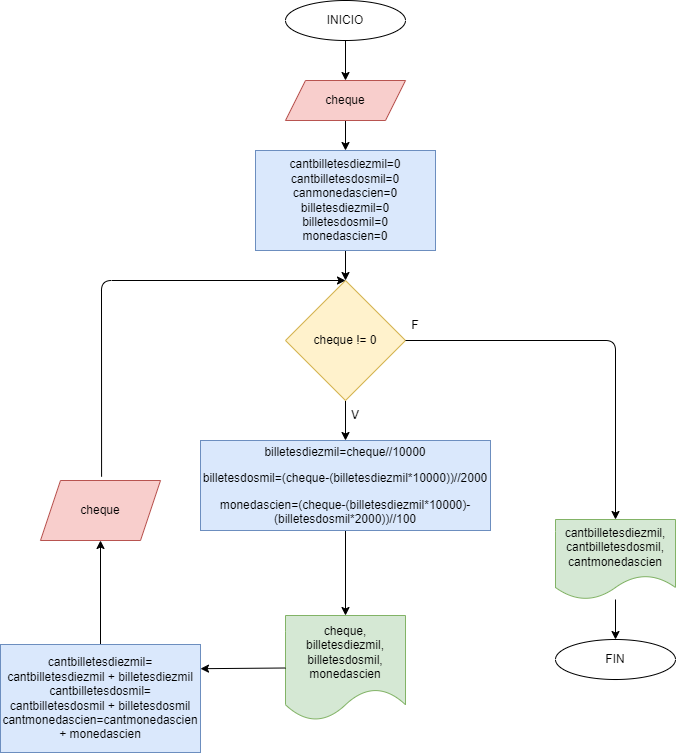 INICIO
cheque
cantbilletesdiezmil=0
cantbilletesdosmil=0
canmonedascien=0
billetesdiezmil=0
billetesdosmil=0
monedascien=0
cheque != 0
F
V
billetesdiezmil=cheque//10000
billetesdosmil=(cheque-(billetesdiezmil*10000))//2000
monedascien=(cheque-(billetesdiezmil*10000)-
(billetesdosmil*2000))//100
cheque,
billetesdiezmil,
billetesdosmil,
monedascien
cantbilletesdiezmil=
cantbilletesdiezmil + billetesdiezmil
cantbilletesdosmil=
cantbilletesdosmil + billetesdosmil
cantmonedascien=cantmonedascien
+ monedascien
cheque
cantbilletesdiezmil,
cantbilletesdosmil,
cantmonedascien
FIN